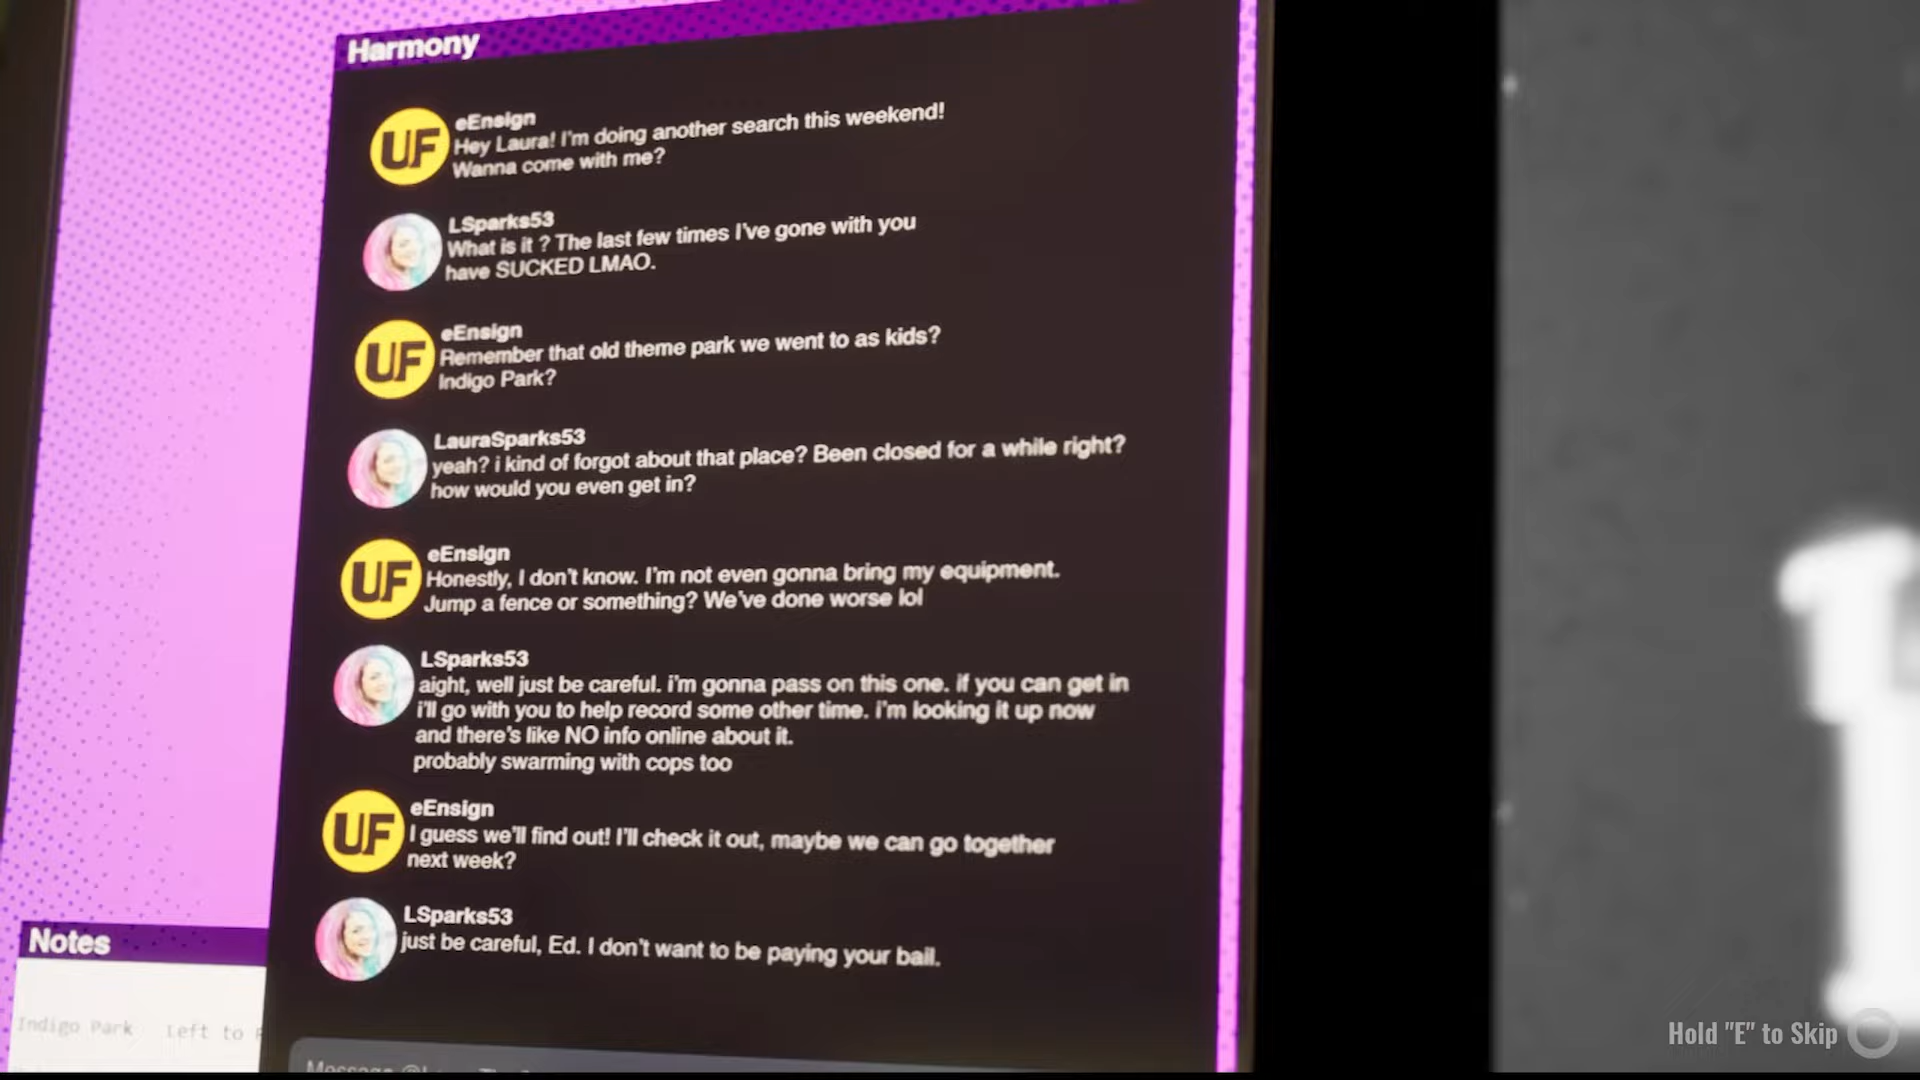 Harmony
UF
eEnsign
Hey Laura! I'm doing another search this weekend!
Wanna come with me?
LSparks53
What is it ? The last few times I've gone with you
have SUCKED LMAO.
UF
eEnsign
Remember that old theme park we went to as kids?
Indigo Park?
LauraSparks53
yeah? i kind of forgot about that place? Been closed for a while right?
how would you even get in?
UF
eEnsign
Honestly, I don't know. I'm not even gonna bring my equipment.
Jump a fence or something? We've done worse lol
LSparks53
aight, well just be careful. i'm gonna pass on this one. if you can get in
i'll go with you to help record some other time. i'm looking it up now
and there's like NO info online about it.
probably swarming with cops too
UF
eEnsign
I guess we'll find out! I'll check it out, maybe we can go together
next week?
LSparks53
just be careful, Ed. I don't want to be paying your bail.
Notes
Indigo Park Left to
Message
Hold "E" to Skip